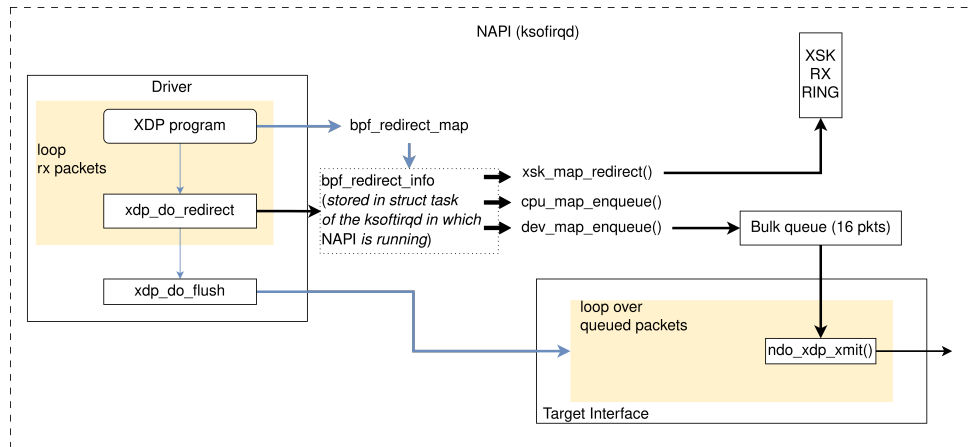 NAPI (ksofirqd)
XSK
RX
RING
Driver
XDP program
bpf_redirect_map
loop
rx packets
bpf_redirect_info
(stored in struct task
of the ksoftirqd in which
NAPI is running)
xsk_map_redirect()
cpu_map_enqueue()
dev_map_enqueue()
xdp_do_redirect
Bulk queue (16 pkts)
xdp_do_flush
loop over
queued packets
ndo_xdp_xmit()
Target Interface